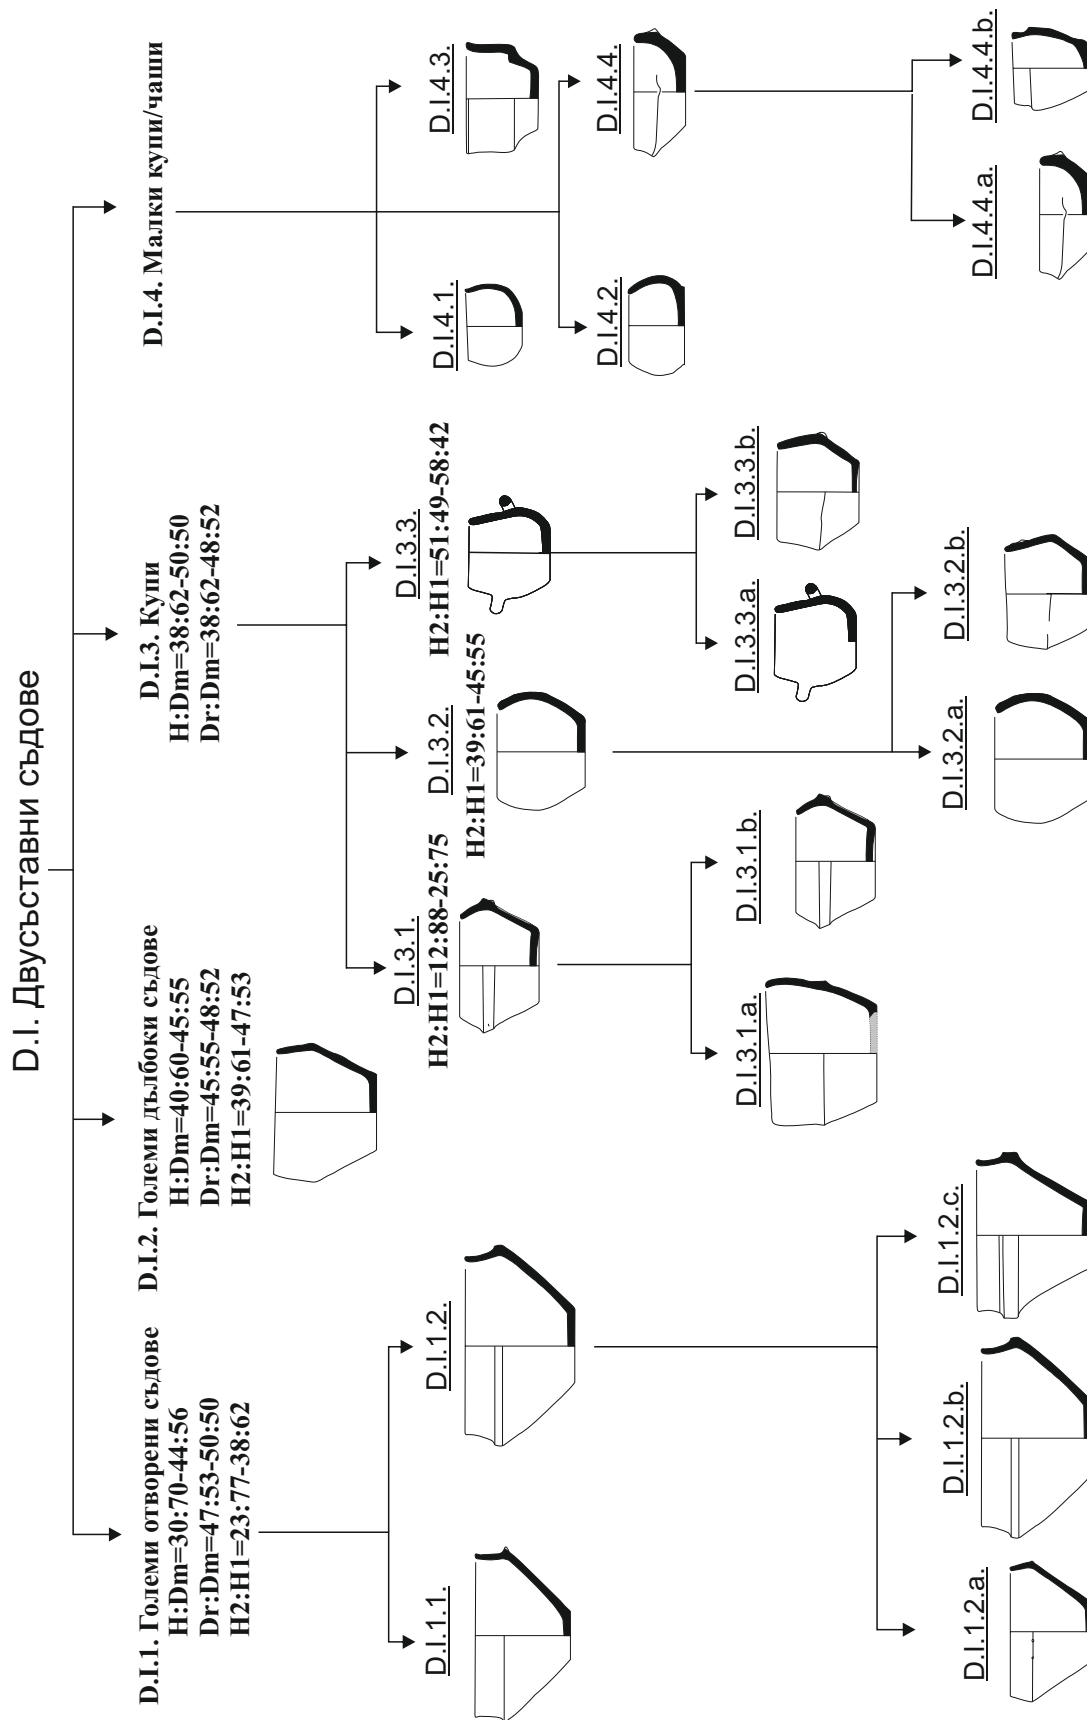 D.I. Двусъставни съдове
D.I.1. Големи отворени съдове
H:Dm=30:70-44:56
Dr:Dm=47:53-50:50
H2:H1=23:77-38:62
D.I.2. Големи дълбоки съдове
H:Dm=40:60-45:55
Dr:Dm=45:55-48:52
H2:H1=39:61-47:53
D.I.3. Купи
H:Dm=38:62-50:50
Dr:Dm=38:62-48:52
D.I.4. Малки купи/чаши
D.I.1.1.
D.I.1.2.
D.I.3.1.
H2:H1=12:88-25:75
D.I.3.2.
H2:H1=39:61-45:55
D.I.3.3.
H2:H1=51:49-58:42
D.I.4.1.
D.I.4.3.
D.I.4.2.
D.I.4.4.
D.I.3.1.a.
D.I.3.1.b.
D.I.3.3.a.
D.I.3.3.b.
D.I.1.2.a.
D.I.1.2.b.
D.I.1.2.c.
D.I.3.2.a.
D.I.3.2.b.
D.I.4.4.a.
D.I.4.4.b.